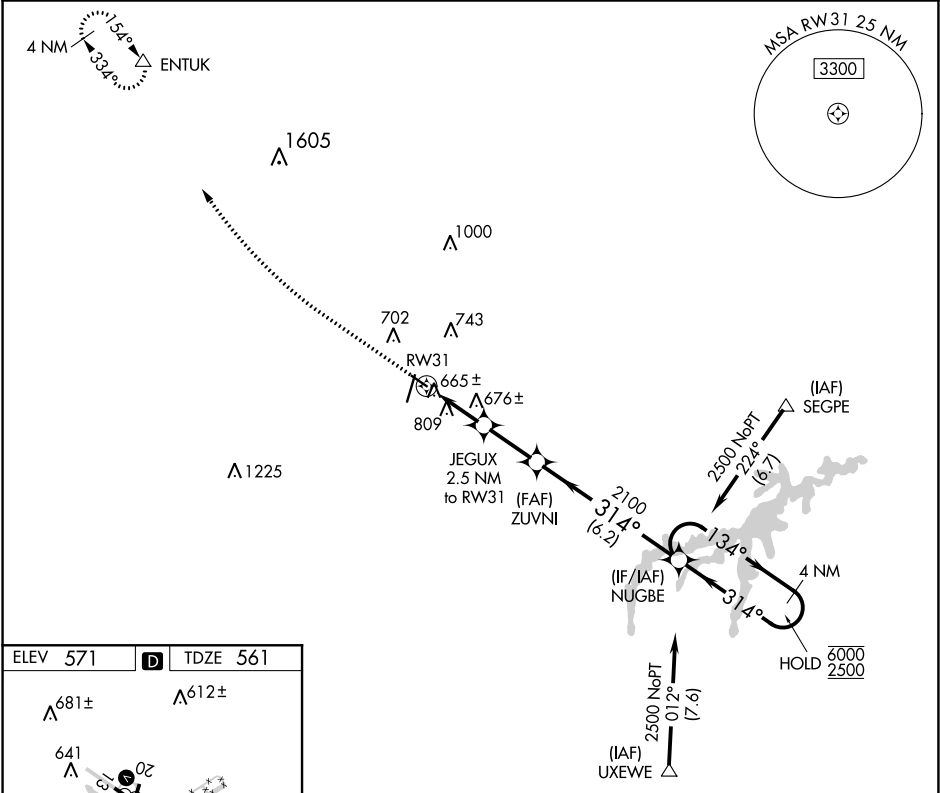 4 NM
154°
334°
ENTUK
MSA RW31 25 NM
3300
1605
1000
702
743
RW31
665±
676±
809
1225
JEGUX
2.5 NM
to RW31
(FAF)
ZUVNI
2100
314°
(6.2)
(IAF)
SEGPE
2500 NoPT
224°
(6.7)
134°
4 NM
314°
(IF/IAF)
NUGBE
HOLD 6000
2500
2500 NoPT
012°
(7.6)
(IAF)
UXEWE
ELEV 571 D TDZE 561
681±
612±
641
13
V
20